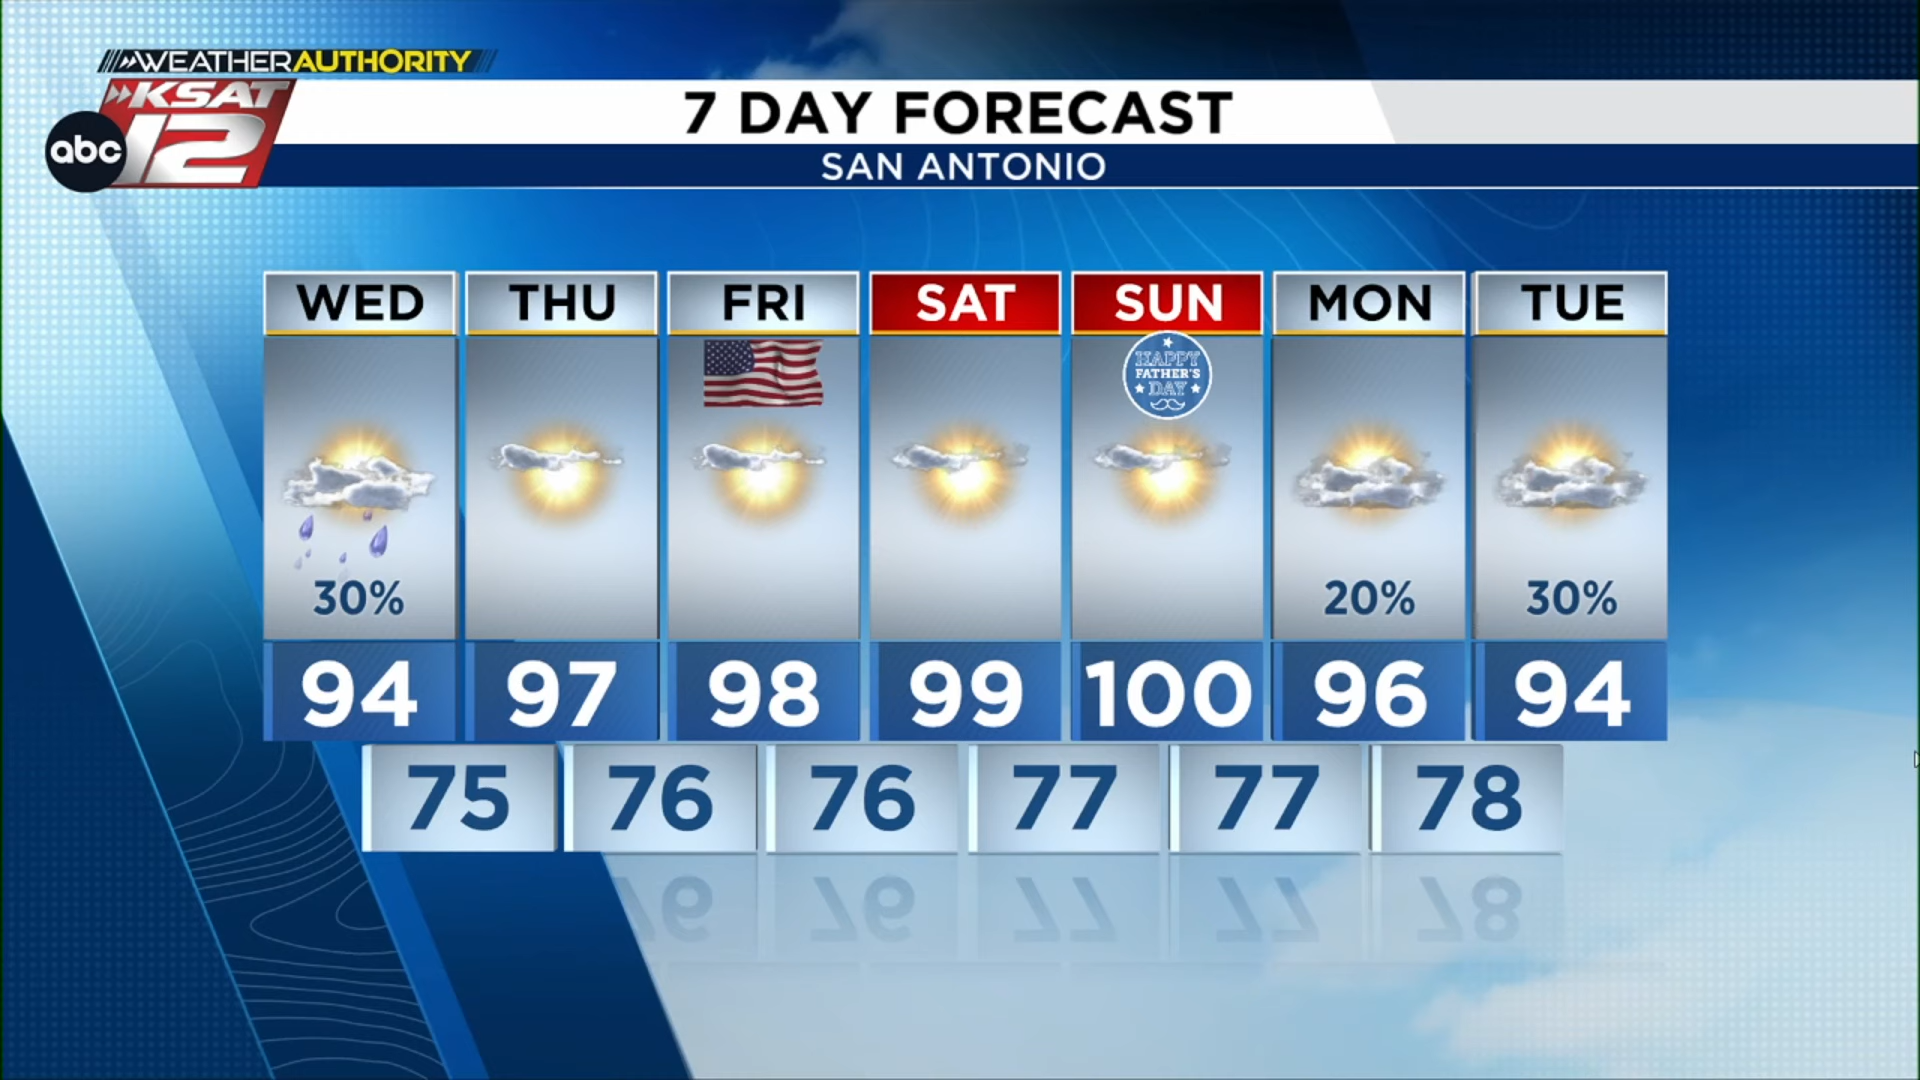 WEATHERAUTHORITY
KSAT
abc 12
7 DAY FORECAST
SAN ANTONIO
WED THU FRI SAT SUN MON TUE
HAPPY
FATHER'S
DAY
30% 20% 30%
94 97 98 99 100 96 94
75 76 76 77 77 78